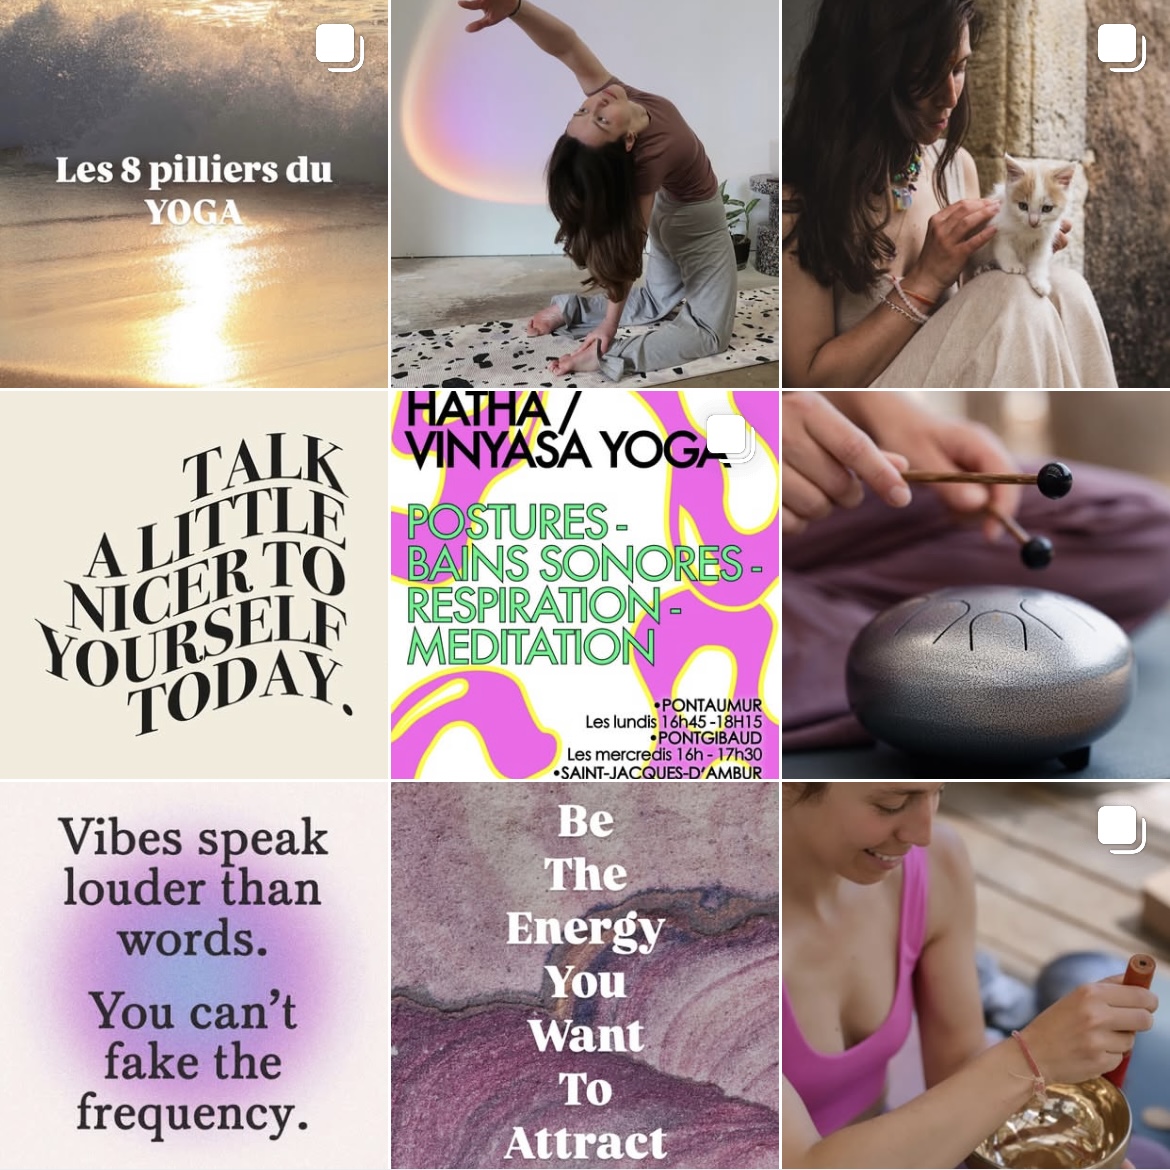 Les 8 pilliers du
YOGA
TALK
A LITTLE
NICER TO
YOURSELF
TODAY.
HATHA /
VINYASA YOGA
POSTURES -
BAINS SONORES -
RESPIRATION -
MEDITATION
•PONTAUMUR
Les lundis 16h45 -18H15
•PONTGIBAUD
Les mercredis 16h - 17h30
•SAINT-JACQUES-D'AMBUR
Vibes speak
louder than
words.
You can't
fake the
frequency.
Be
The
Energy
You
Want
To
Attract